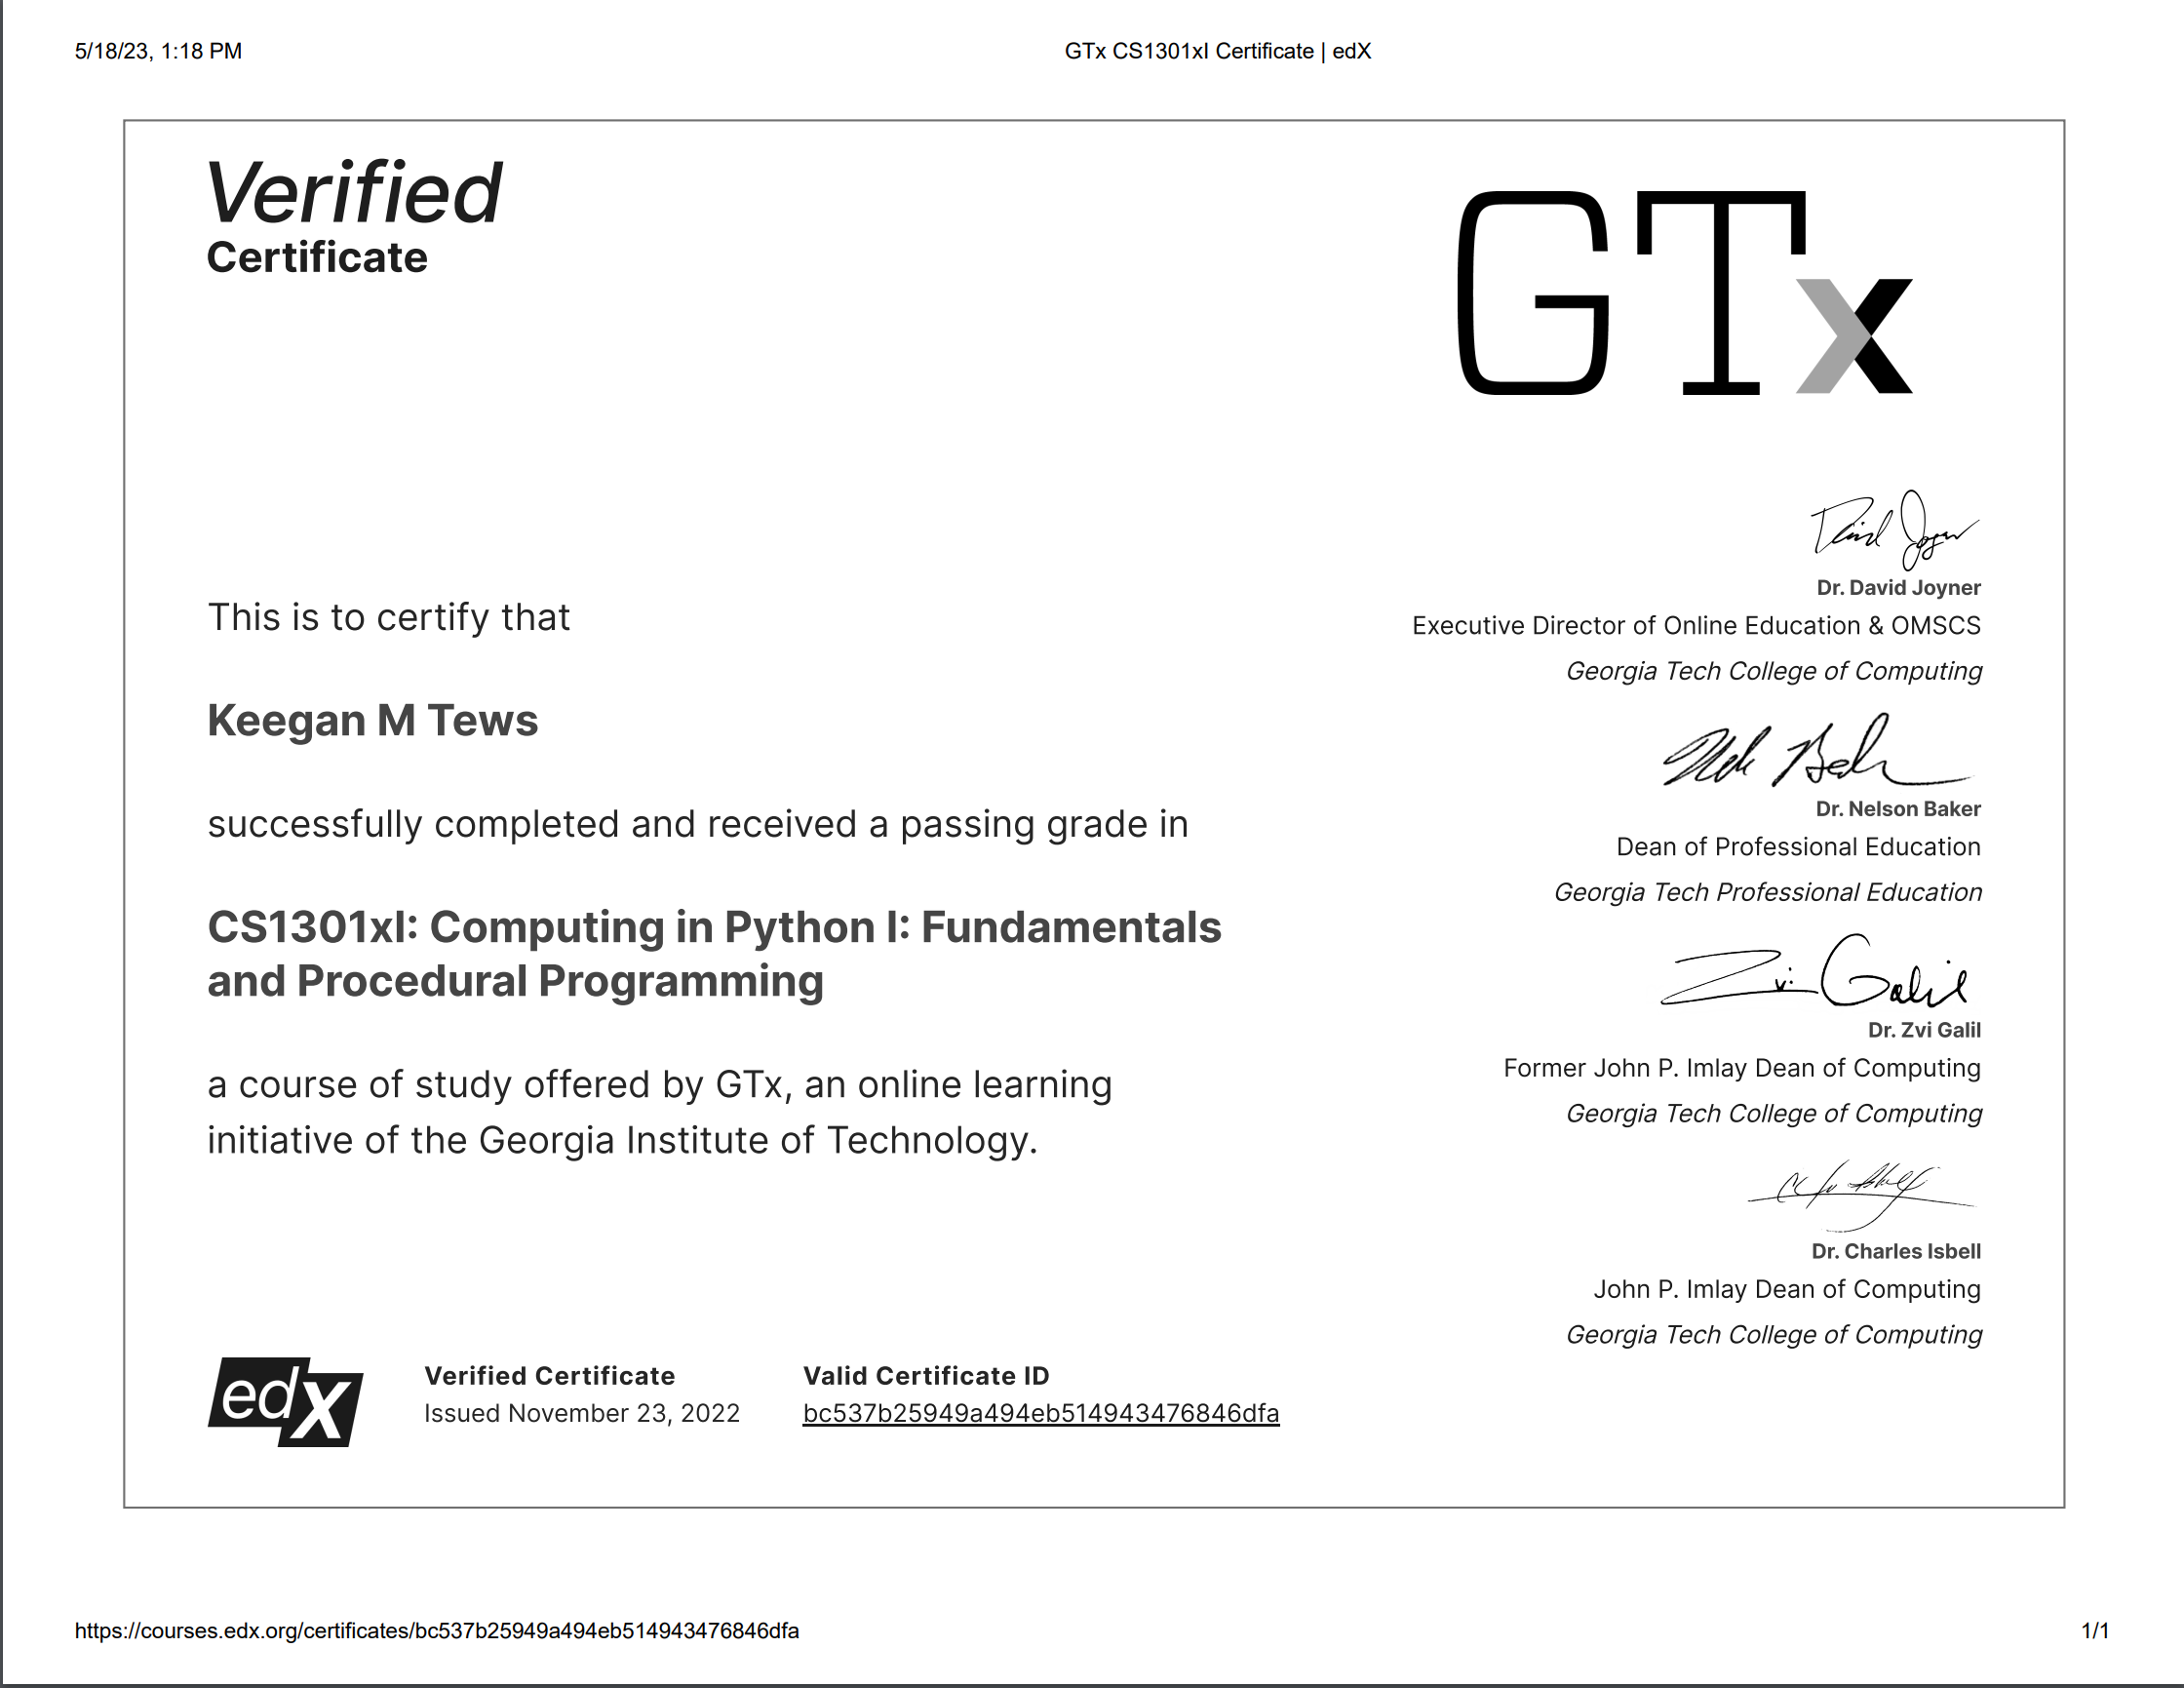 5/18/23, 1:18 PM
GTx CS1301xI Certificate | edX
Verified
Certificate
GTx
This is to certify that
Keegan M Tews
successfully completed and received a passing grade in
CS1301xI: Computing in Python I: Fundamentals
and Procedural Programming
a course of study offered by GTx, an online learning
initiative of the Georgia Institute of Technology.
David Joyner
Dr. David Joyner
Executive Director of Online Education & OMSCS
Georgia Tech College of Computing
Dr. Nelson Baker
Dean of Professional Education
Georgia Tech Professional Education
Zvi Galil
Dr. Zvi Galil
Former John P. Imlay Dean of Computing
Georgia Tech College of Computing
Dr. Charles Isbell
John P. Imlay Dean of Computing
Georgia Tech College of Computing
edX
Verified Certificate
Issued November 23, 2022
Valid Certificate ID
bc537b25949a494eb514943476846dfa
https://courses.edx.org/certificates/bc537b25949a494eb514943476846dfa
1/1